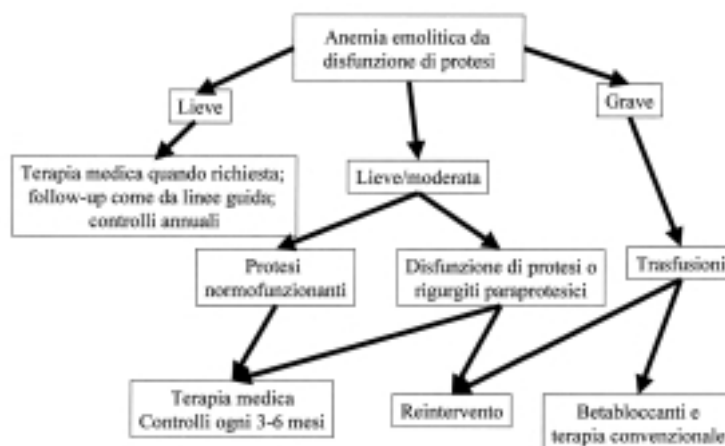 Anemia emolitica da
disfunzione di protesi
Lieve
Grave
Terapia medica quando richiesta;
follow-up come da linee guida;
controlli annuali
Lieve/moderata
Protesi
normofunzionanti
Disfunzione di protesi o
rigurgiti paraprotesici
Trasfusioni
Terapia medica
Controlli ogni 3-6 mesi
Reintervento
Betabloccanti e
terapia convenzionale